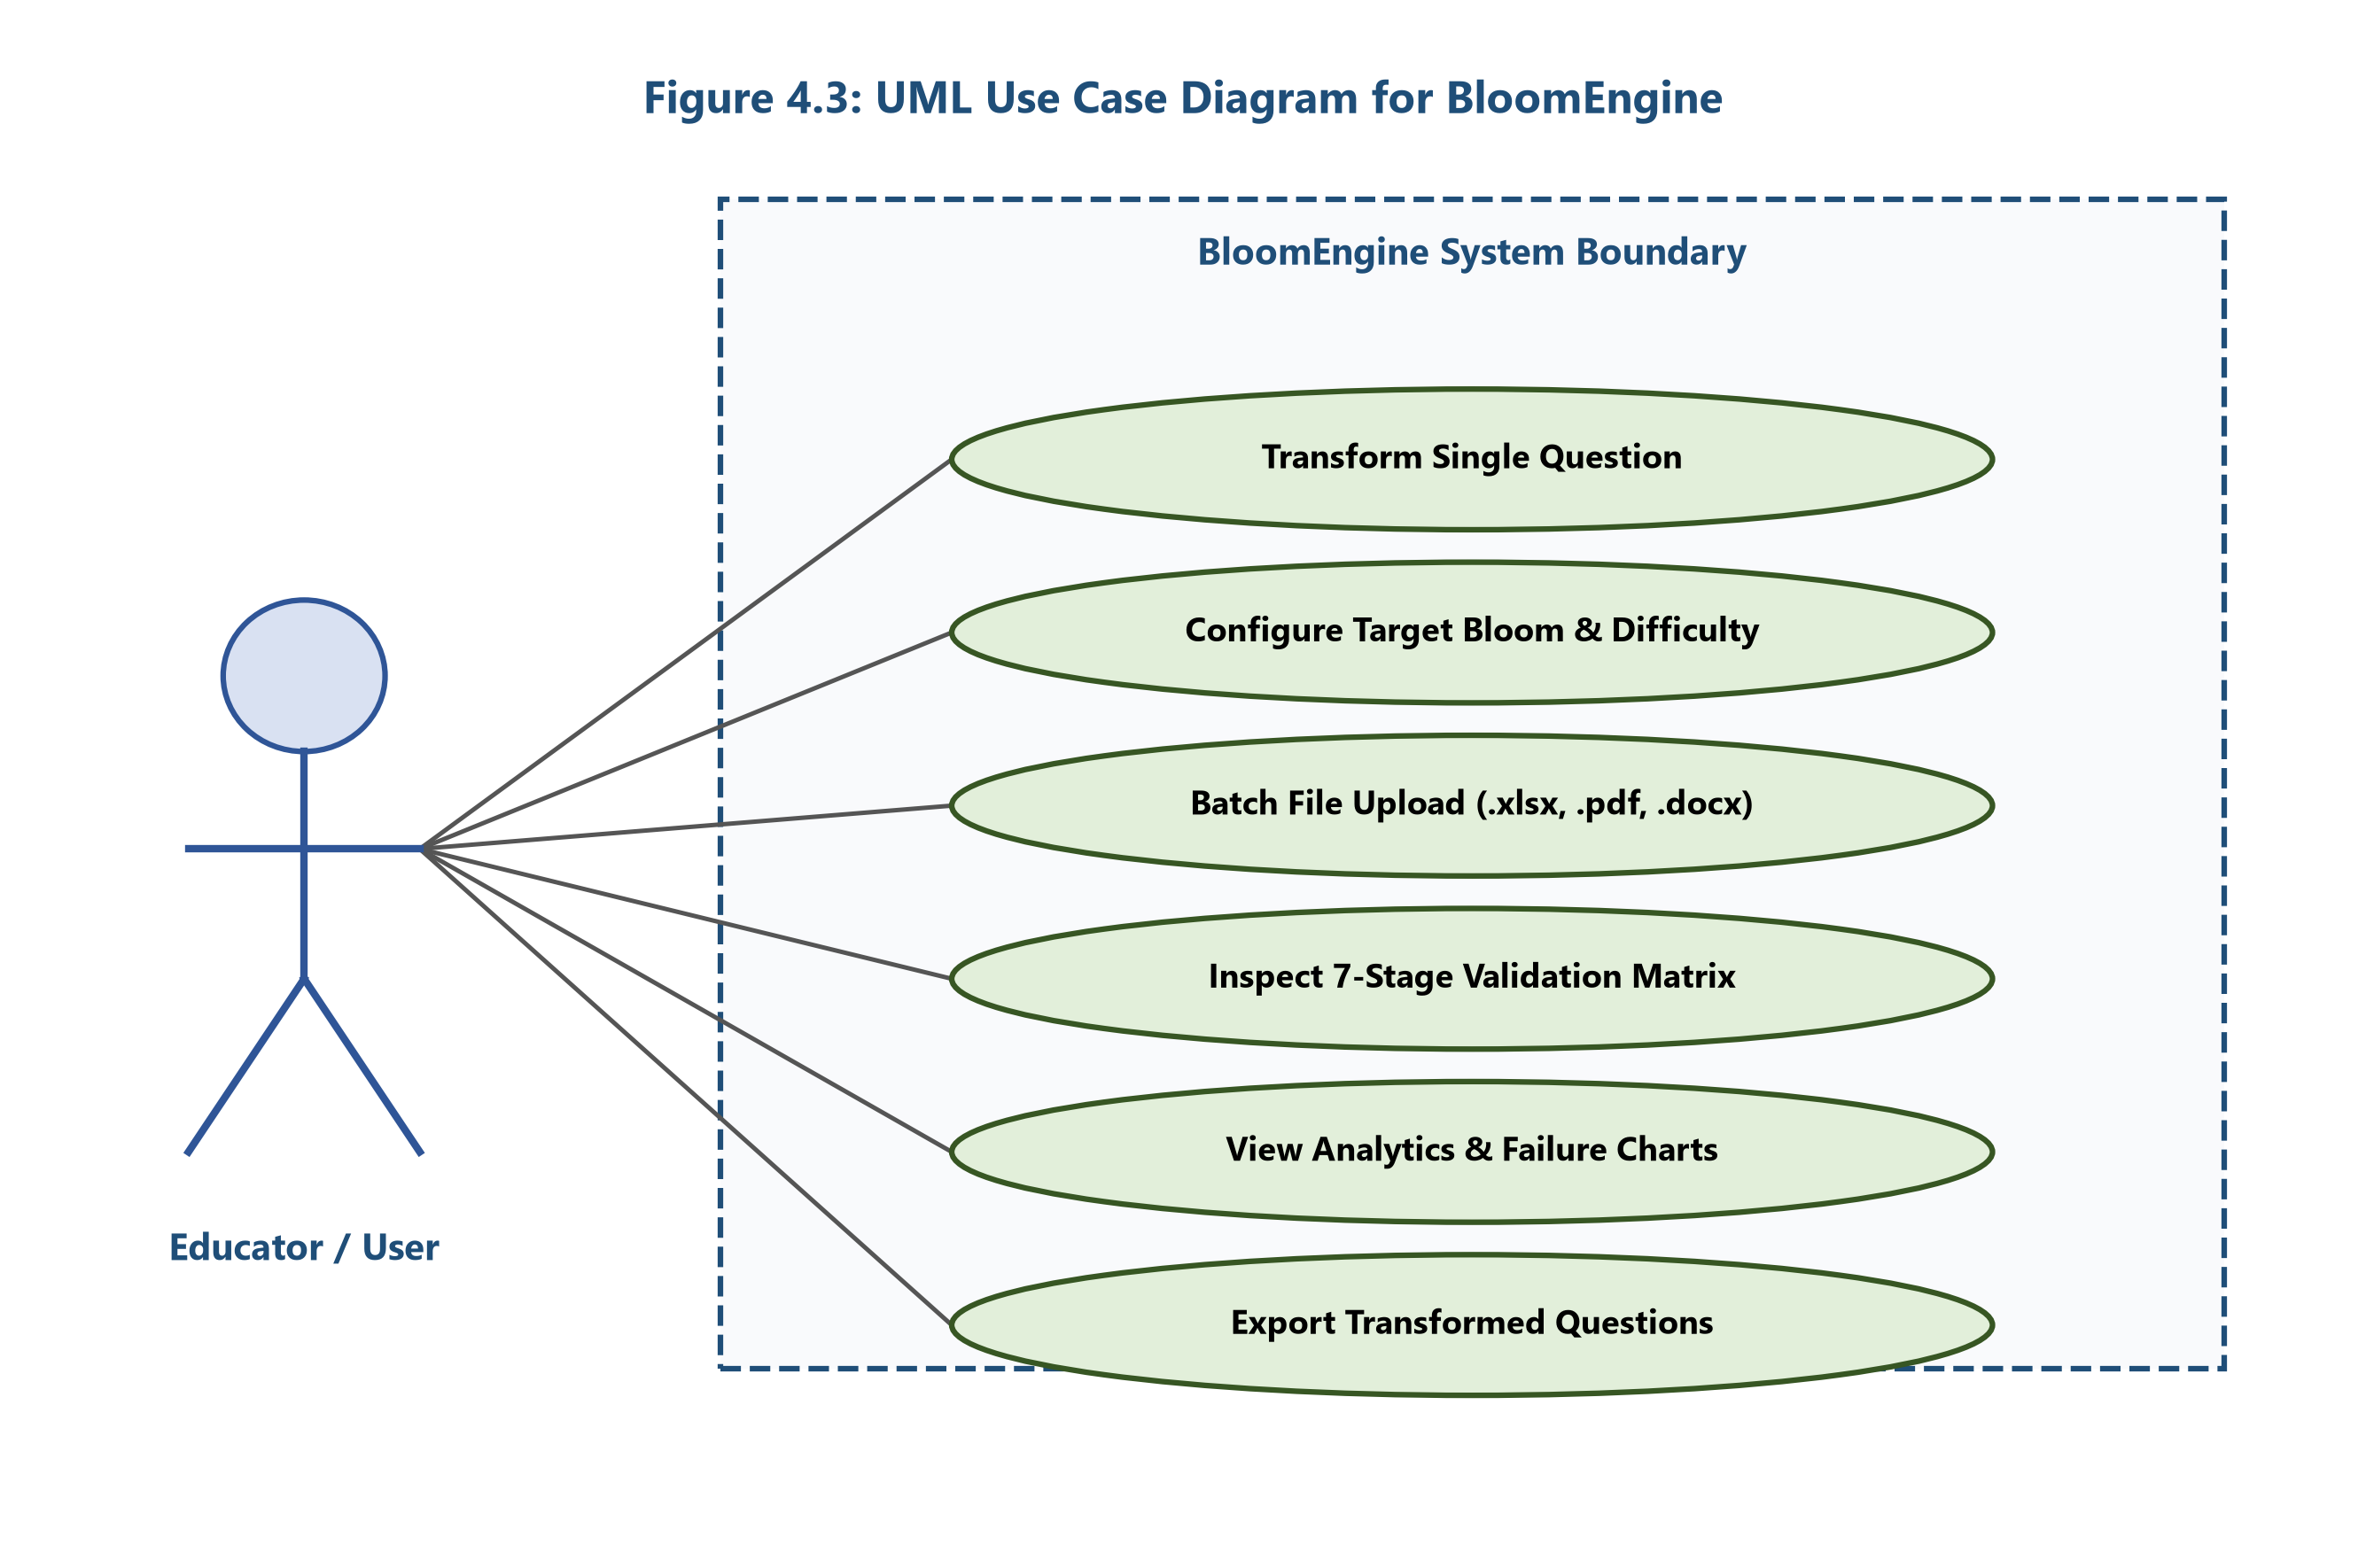 Figure 4.3: UML Use Case Diagram for BloomEngine
BloomEngine System Boundary
Transform Single Question
Configure Target Bloom & Difficulty
Batch File Upload (.xlsx, .pdf, .docx)
Inspect 7-Stage Validation Matrix
View Analytics & Failure Charts
Educator / User
Export Transformed Questions